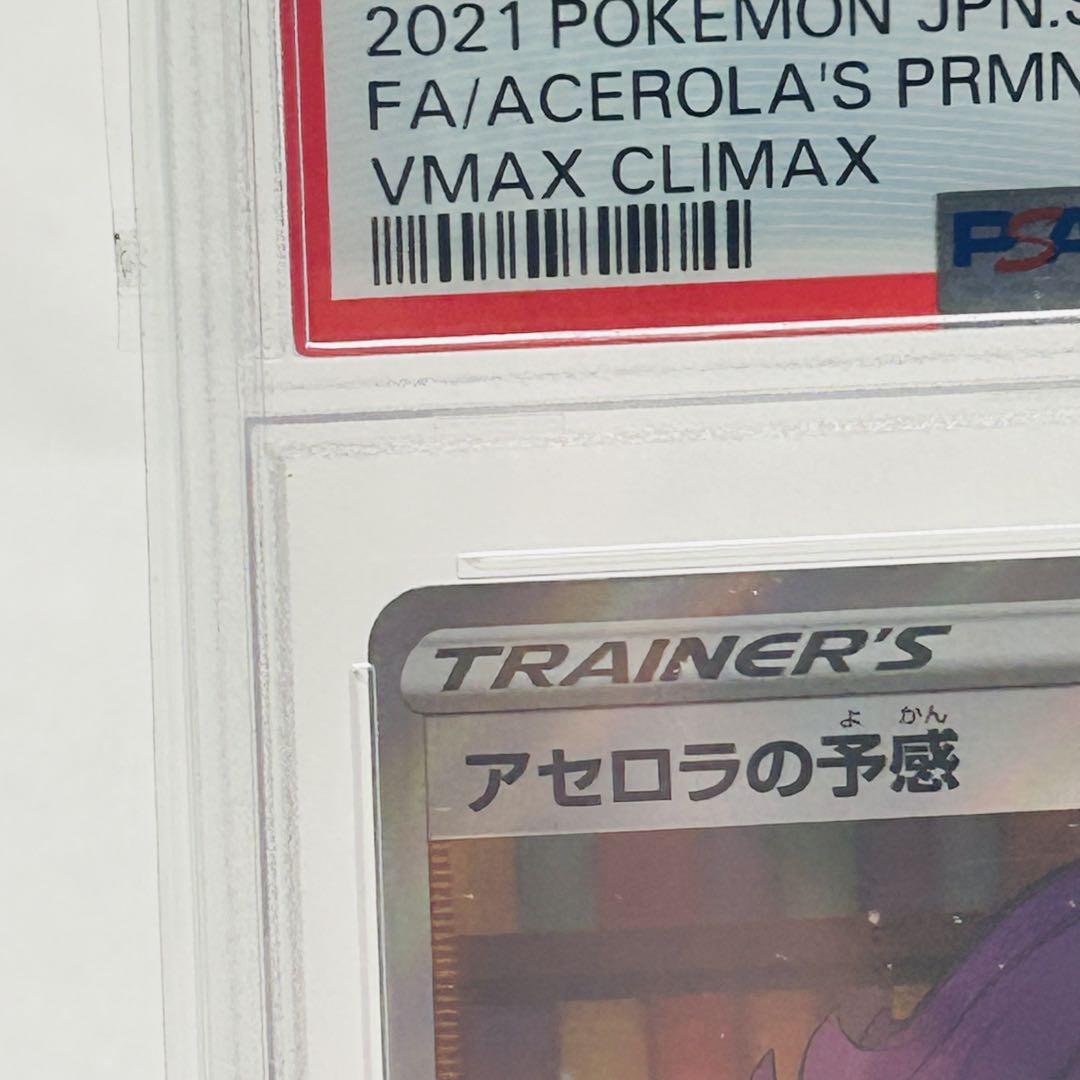 2021 POKEMON JPN.S
FA/ACEROLA'S PRMN
VMAX CLIMAX
PSA
TRAINER'S
よかん
アセロラの予感